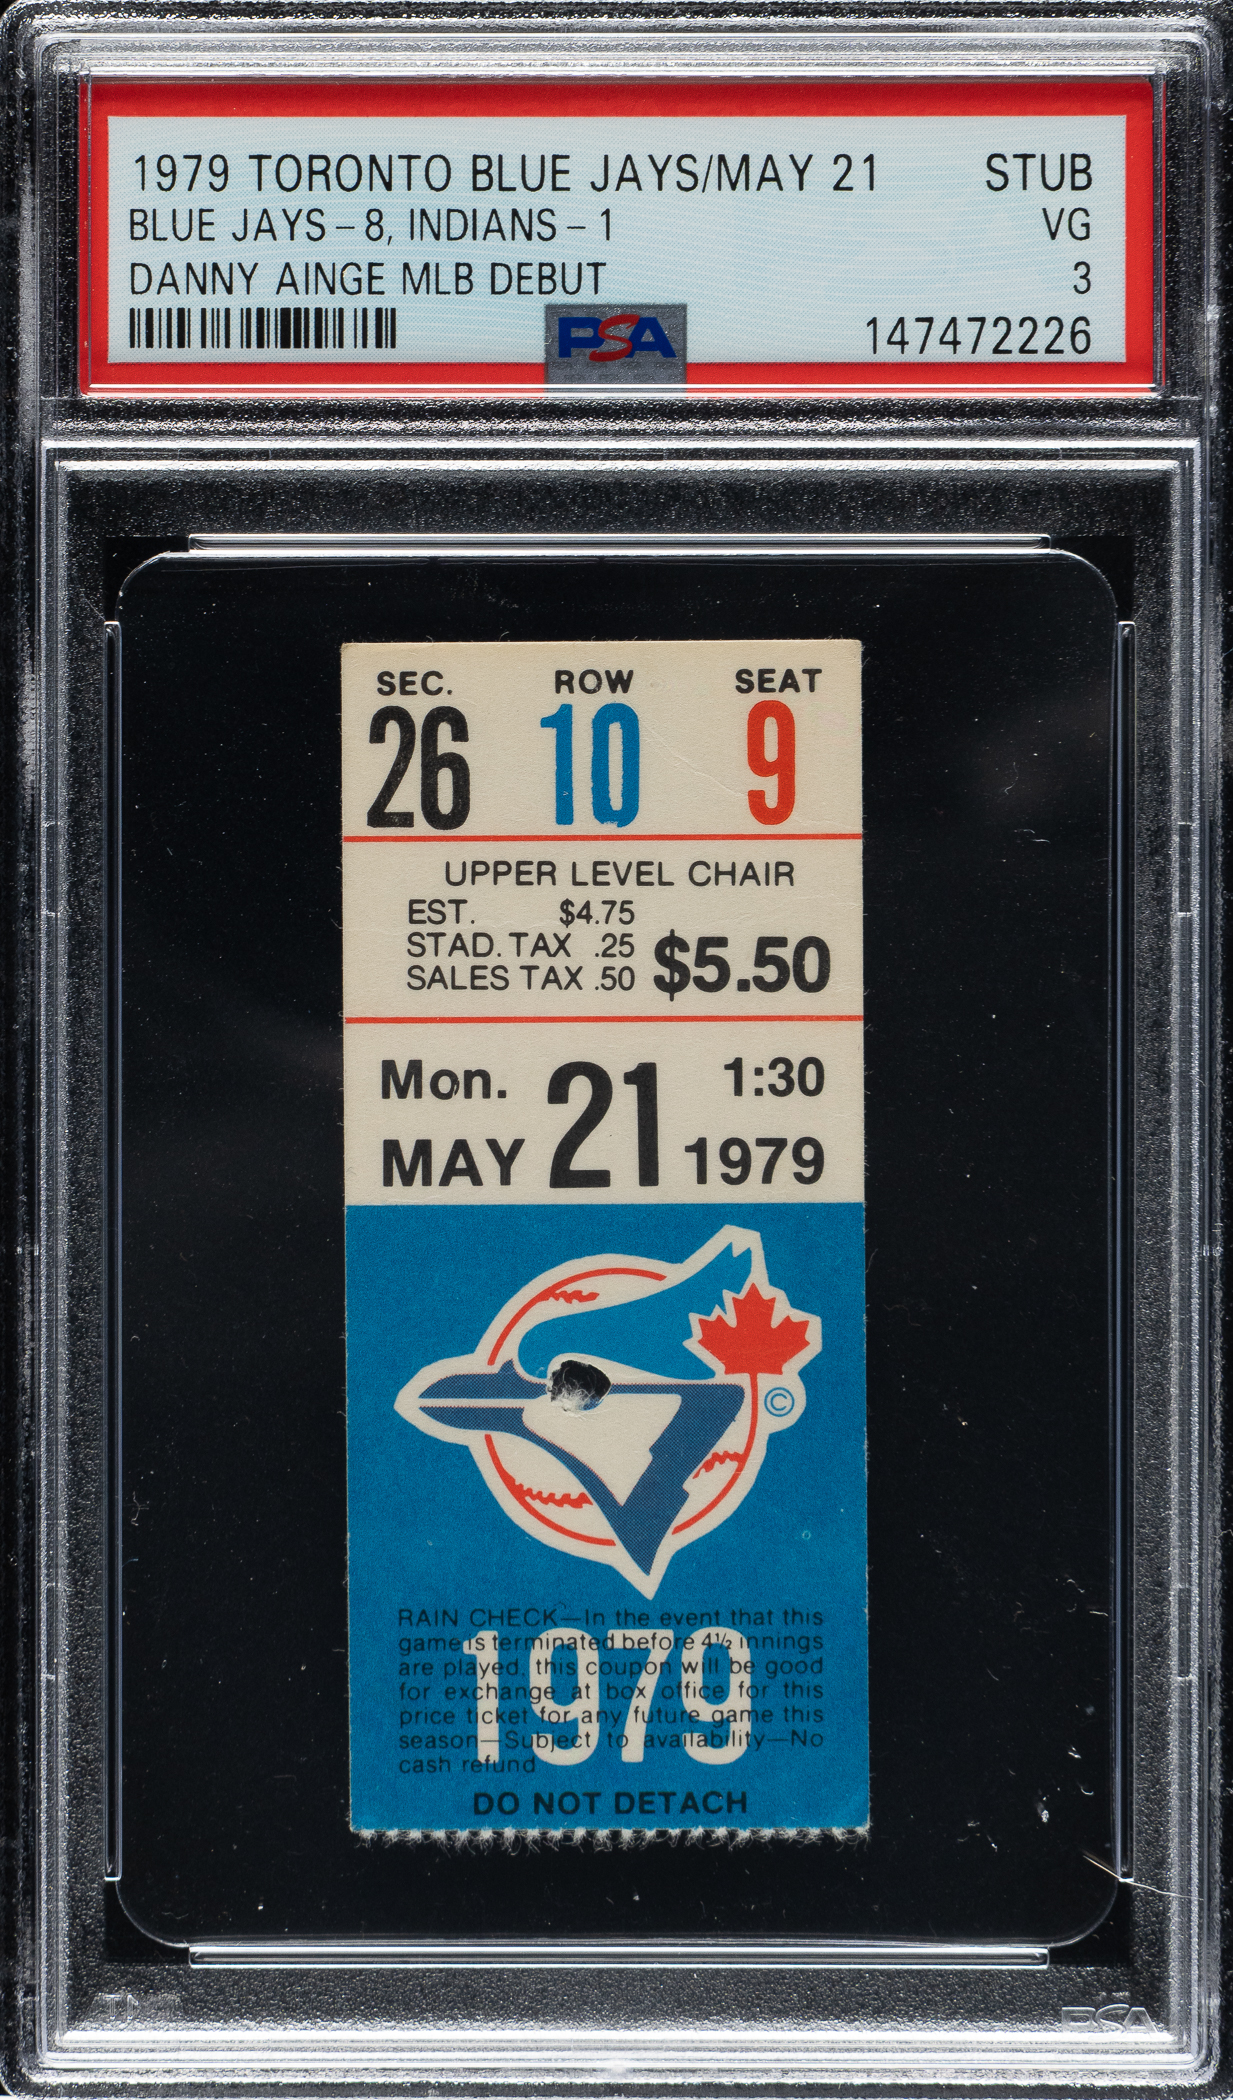 1979 TORONTO BLUE JAYS/MAY 21 STUB
BLUE JAYS - 8, INDIANS - 1 VG
DANNY AINGE MLB DEBUT 3
PSA 147472226
SEC. ROW SEAT
26 10 9
UPPER LEVEL CHAIR
EST. $4.75
STAD. TAX .25
SALES TAX .50 $5.50
Mon. 21 1:30
MAY 1979
©
RAIN CHECK—In the event that this
game is terminated before 4½ innings
are played, this coupon will be good
for exchange at box office for this
price ticket for any future game this
season—Subject to availability—No
cash refund
1979
DO NOT DETACH
PSA